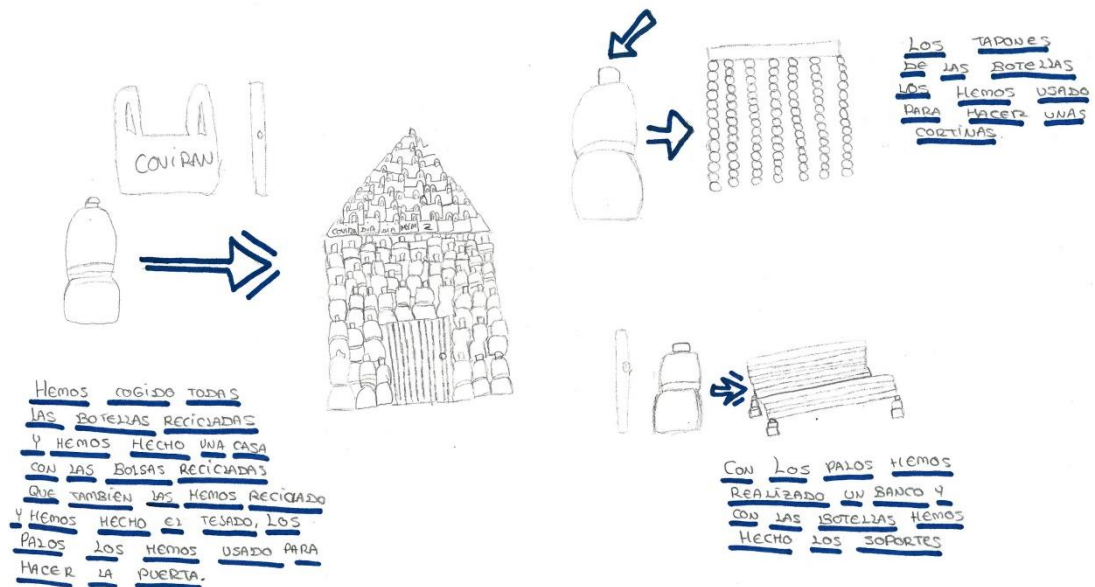 COVIRAN
COVIRA DIA DIA
HEMOS COGIDO TODAS
LAS BOTELLAS RECICLADAS
Y HEMOS HECHO UNA CASA
CON LAS BOLSAS RECICLADAS
QUE TAMBIÉN LAS HEMOS RECICLADO
Y HEMOS HECHO EL TEJADO, LOS
PALOS LOS HEMOS USADO PARA
HACER LA PUERTA.
LOS TAPONES
DE LAS BOTELLAS
LOS HEMOS USADO
PARA HACER UNAS
CORTINAS.
CON LOS PALOS HEMOS
REALIZADO UN BANCO Y
CON LAS BOTELLAS HEMOS
HECHO LOS SOPORTES